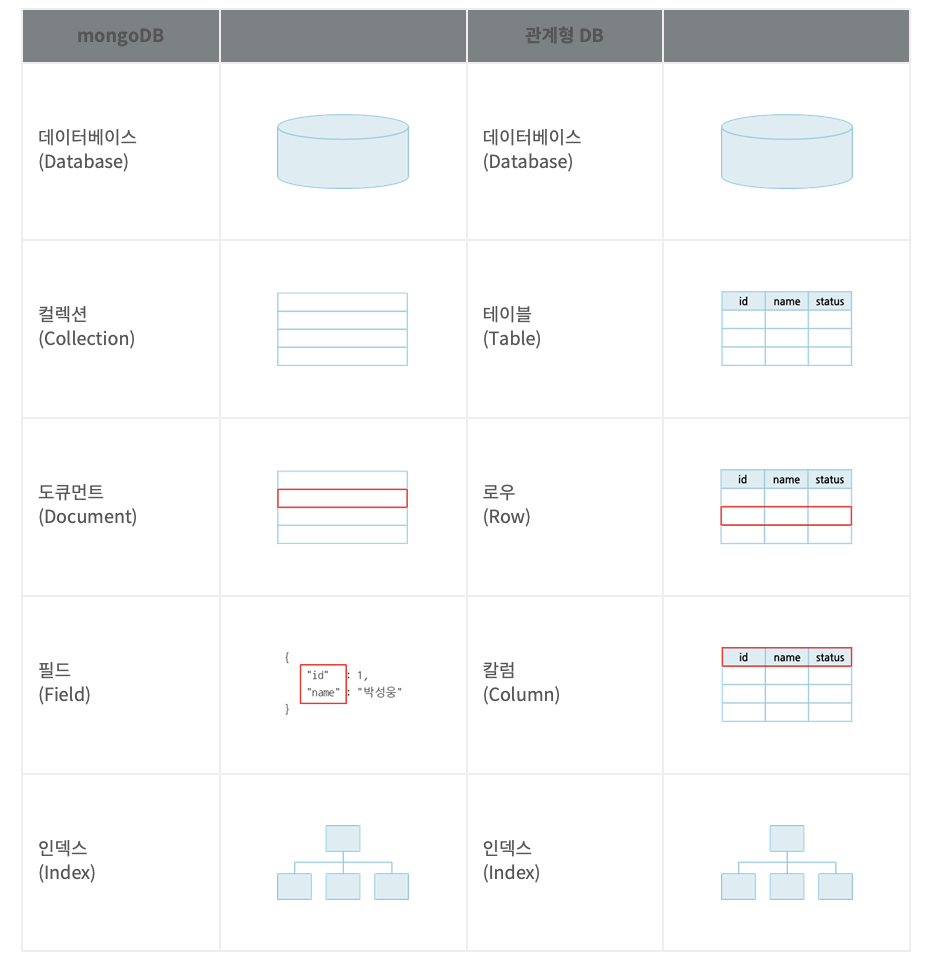 mongoDB
관계형 DB
데이터베이스
(Database)
데이터베이스
(Database)
컬렉션
(Collection)
테이블
(Table)
id name status
도큐먼트
(Document)
로우
(Row)
id name status
필드
(Field)
{
"id" : 1,
"name" : "박성웅"
}
칼럼
(Column)
id name status
인덱스
(Index)
인덱스
(Index)